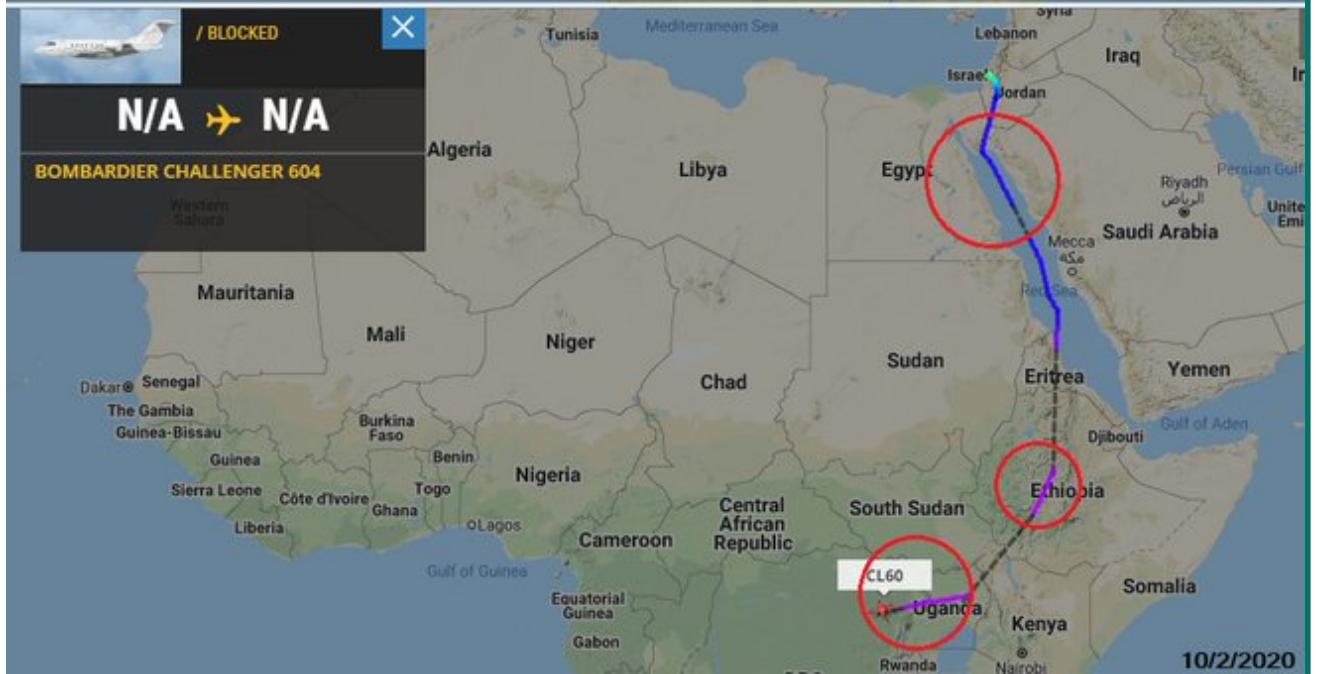 / BLOCKED
N/A N/A
BOMBARDIER CHALLENGER 604
Tunisia
Mediterranean Sea
Syria
Lebanon
Iraq
Israel
Jordan
Algeria
Libya
Egypt
Persian Gulf
Riyadh
الرياض
Western
Sahara
Saudi Arabia
Mecca
مكة
Mauritania
Red Sea
Mali
Niger
Sudan
Chad
Eritrea
Yemen
Dakar
Senegal
The Gambia
Burkina
Faso
Guinea-Bissau
Gulf of Aden
Djibouti
Guinea
Benin
Nigeria
Ethiopia
Sierra Leone
Côte d'Ivoire
Togo
Ghana
Central
African
Republic
South Sudan
Liberia
Lagos
Cameroon
Gulf of Guinea
CL60
Somalia
Equatorial
Guinea
Uganda
Kenya
Gabon
Rwanda
Nairobi
10/2/2020